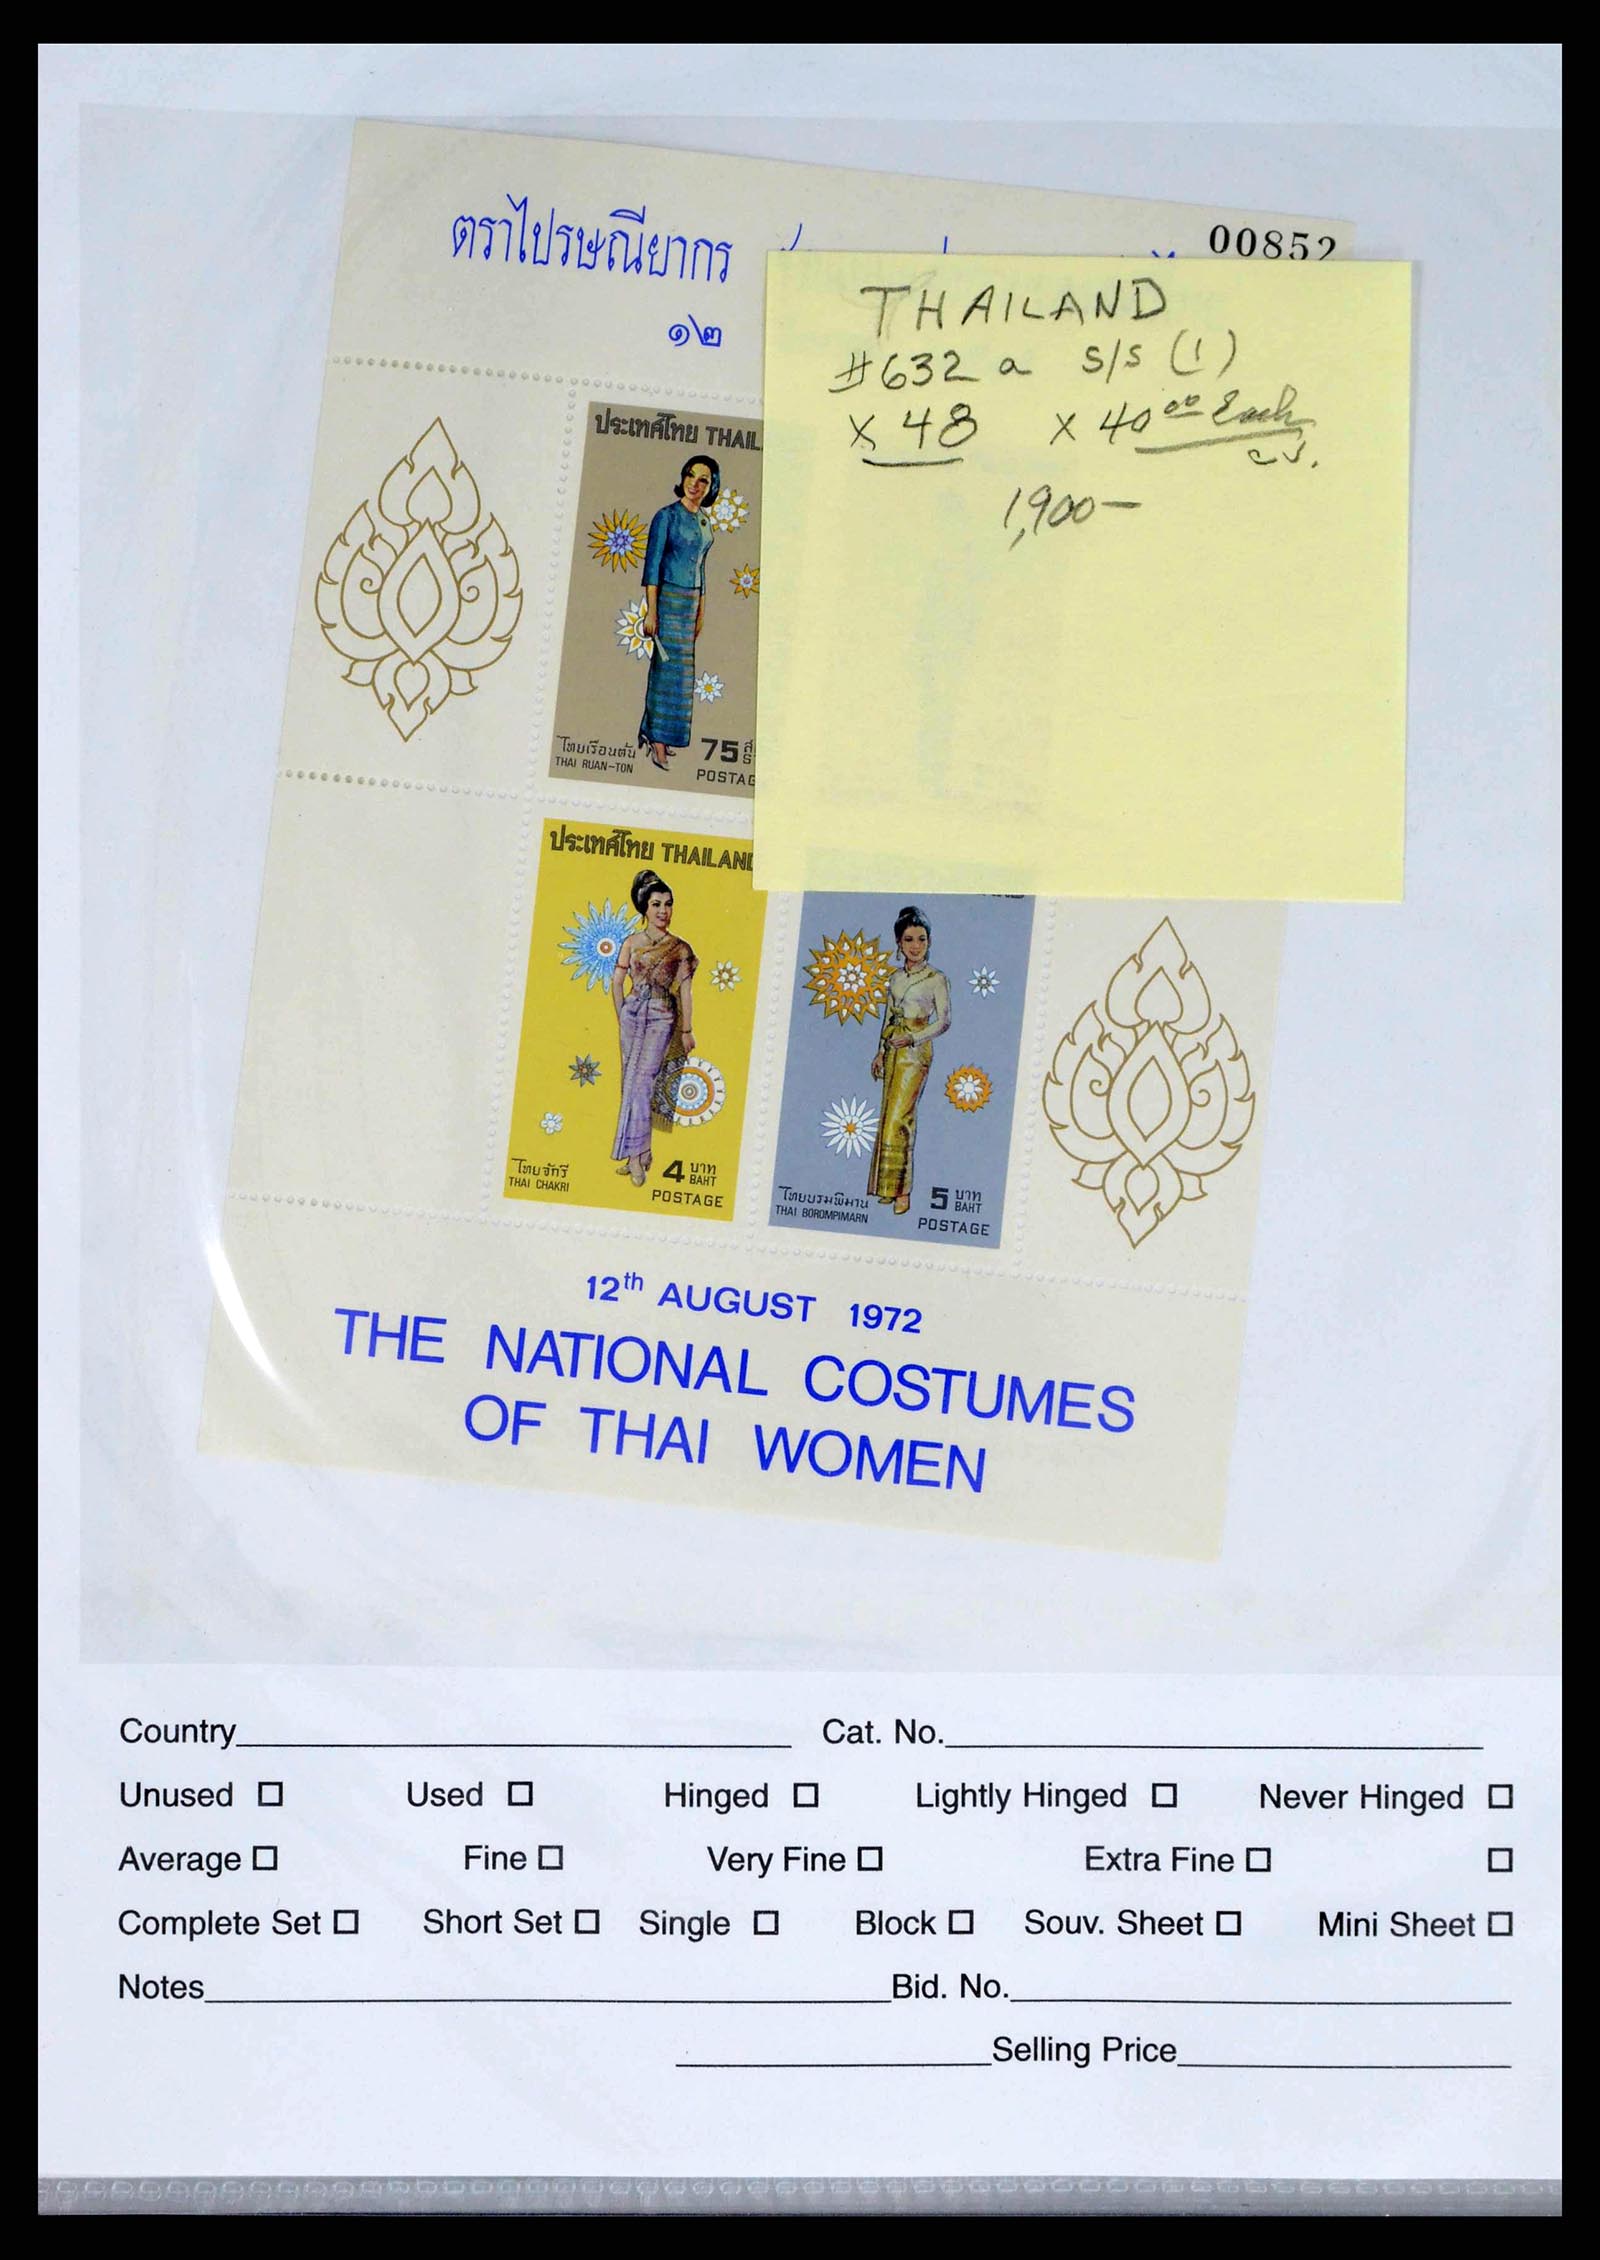 ตราไปรษณียากร
00852
๑๒
THAILAND
#632 a S/S (1)
X 48 X 40 00 Each
C.V.
1,900-
ประเทศไทย THAIL
ไทยเรือนต้น
THAI RUAN-TON
75
POSTAG
ประเทศไทย THAILAND
ไทยจักรี
THAI CHAKRI
4 บาท
BAHT
POSTAGE
ไทยบรมพิมาน
THAI BOROMPIMARN
5 บาท
BAHT
POSTAGE
12th AUGUST 1972
THE NATIONAL COSTUMES
OF THAI WOMEN
Country Cat. No.
Unused Used Hinged Lightly Hinged Never Hinged
Average Fine Very Fine Extra Fine
Complete Set Short Set Single Block Souv. Sheet Mini Sheet
Notes Bid. No.
Selling Price